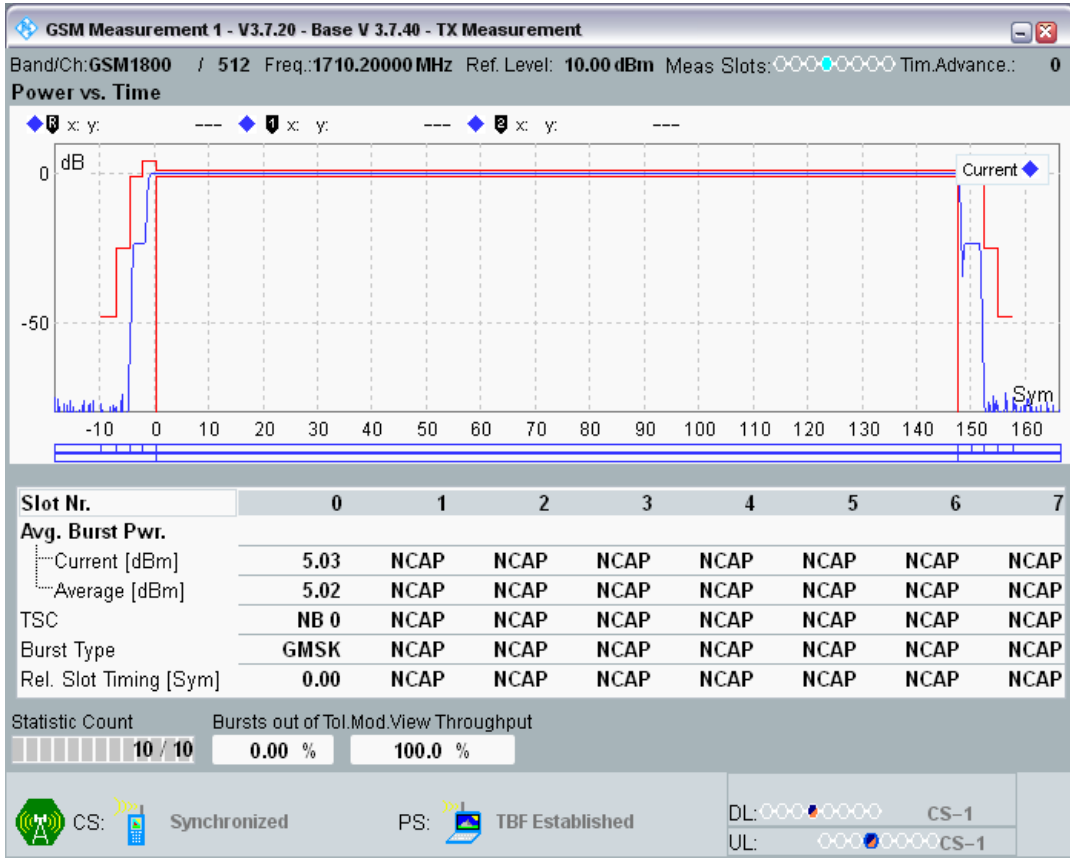 GSM Measurement 1 - V3.7.20 - Base V 3.7.40 - TX Measurement
Band/Ch:GSM1800 / 512 Freq.:1710.20000 MHz Ref. Level: 10.00 dBm Meas Slots: Tim.Advance.: 0
Power vs. Time
R x: y: --- 1 x: y: --- 2 x: y: ---
dB
Current
0
-50
Sym
-10 0 10 20 30 40 50 60 70 80 90 100 110 120 130 140 150 160
Slot Nr. 0 1 2 3 4 5 6 7
Avg. Burst Pwr.
Current [dBm] 5.03 NCAP NCAP NCAP NCAP NCAP NCAP NCAP
Average [dBm] 5.02 NCAP NCAP NCAP NCAP NCAP NCAP NCAP
TSC NB 0 NCAP NCAP NCAP NCAP NCAP NCAP NCAP
Burst Type GMSK NCAP NCAP NCAP NCAP NCAP NCAP NCAP
Rel. Slot Timing [Sym] 0.00 NCAP NCAP NCAP NCAP NCAP NCAP NCAP
Statistic Count Bursts out of Tol.Mod.View Throughput
10 / 10 0.00 % 100.0 %
CS: Synchronized PS: TBF Established
DL: CS-1
UL: CS-1